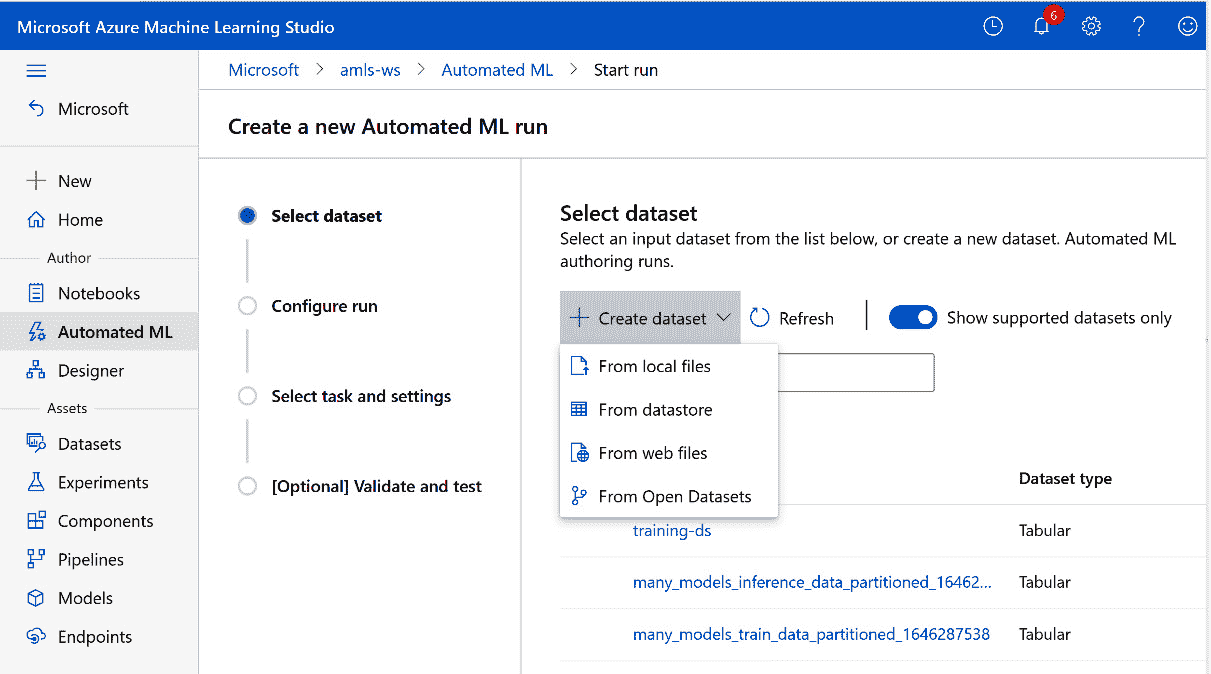 Microsoft Azure Machine Learning Studio
6
Microsoft > amls-ws > Automated ML > Start run
Microsoft
Create a new Automated ML run
New
Home
Author
Notebooks
Automated ML
Designer
Assets
Datasets
Experiments
Components
Pipelines
Models
Endpoints
Select dataset
Configure run
Select task and settings
[Optional] Validate and test
Select dataset
Select an input dataset from the list below, or create a new dataset. Automated ML
authoring runs.
Create dataset
Refresh
Show supported datasets only
From local files
From datastore
From web files
From Open Datasets
Dataset type
training-ds Tabular
many_models_inference_data_partitioned_16462... Tabular
many_models_train_data_partitioned_1646287538 Tabular